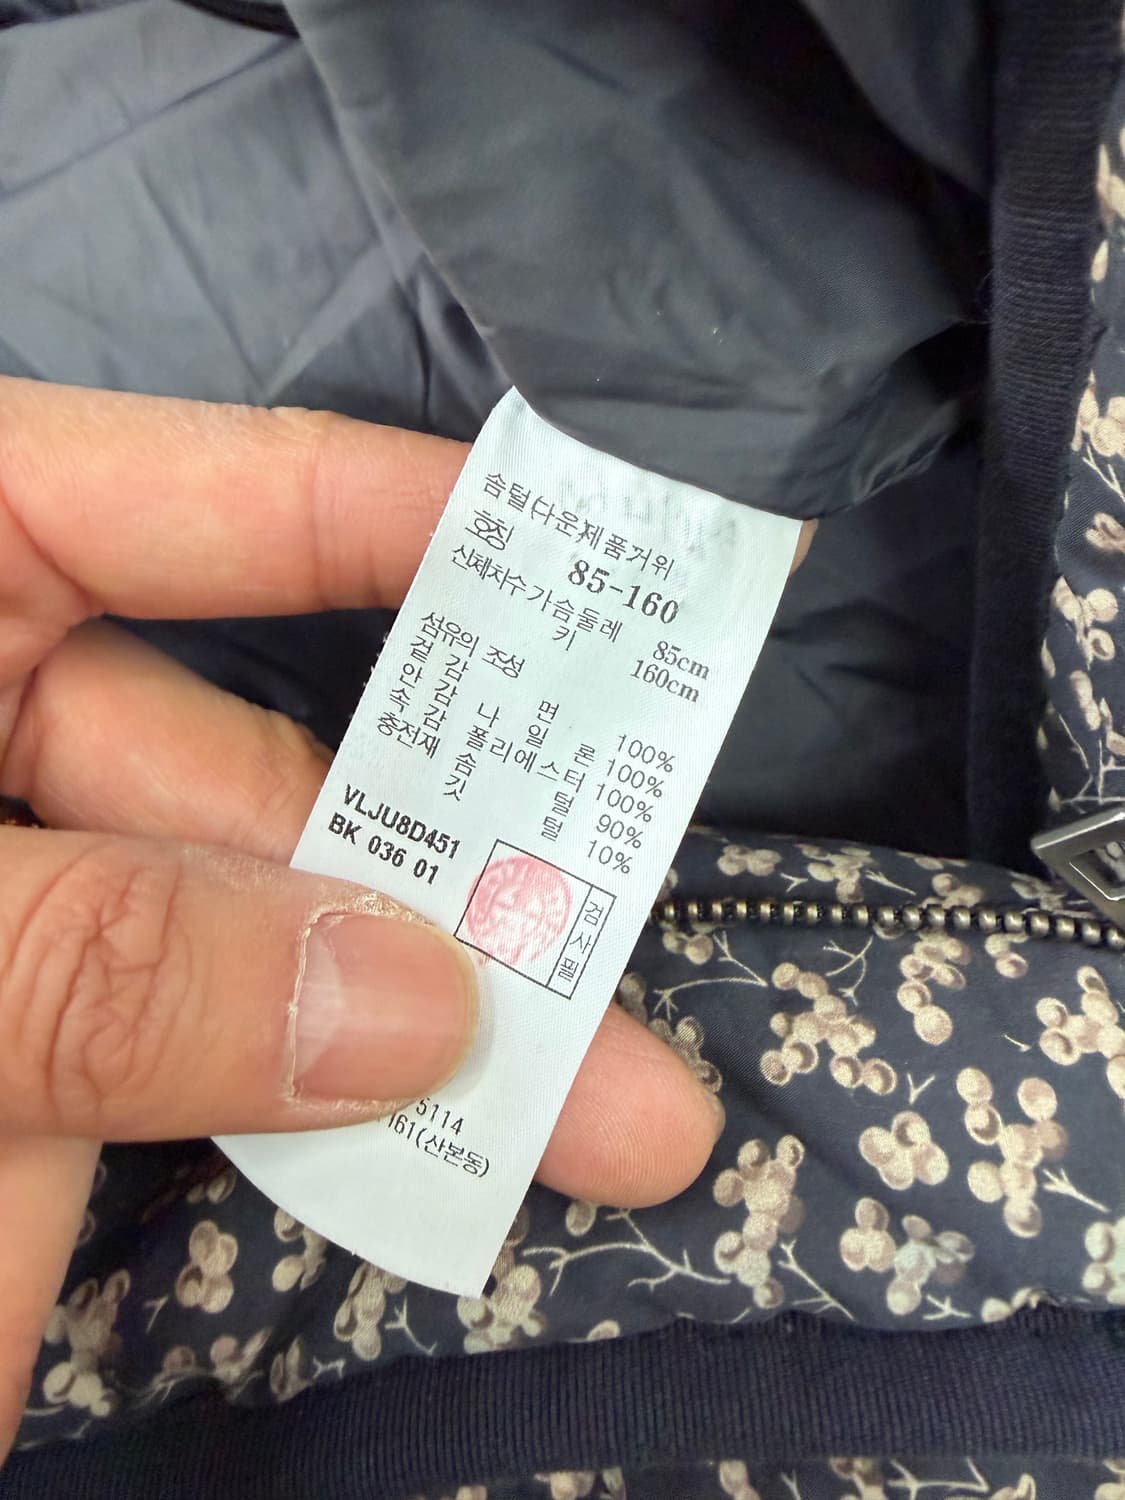 솜털(다운)제품거위
호칭 85-160
신체치수 가슴둘레 85cm
키 160cm
섬유의 조성
겉감 면 100%
안감 나일론 100%
속감 폴리에스터 100%
충전재 솜털 90%
깃털 10%
VLJU8D451
BK 036 01
검사필
5114
161(산본동)